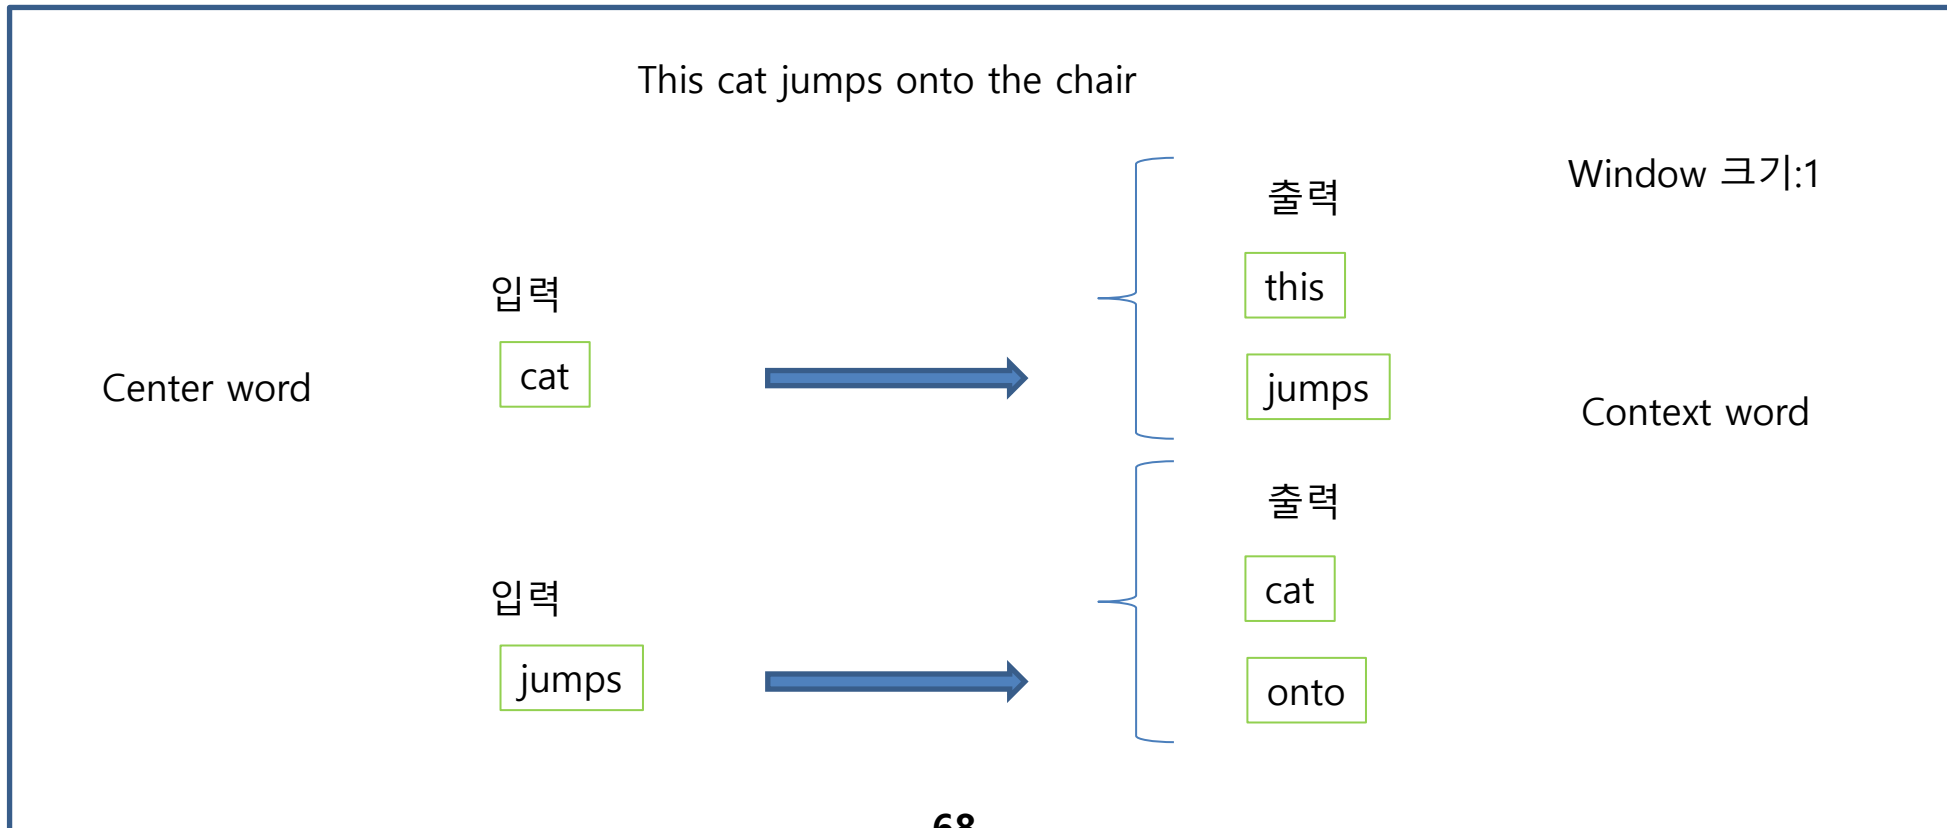 This cat jumps onto the chair
Window 크기:1
출력
this
입력
cat
jumps
Center word
Context word
출력
cat
입력
jumps
onto
68